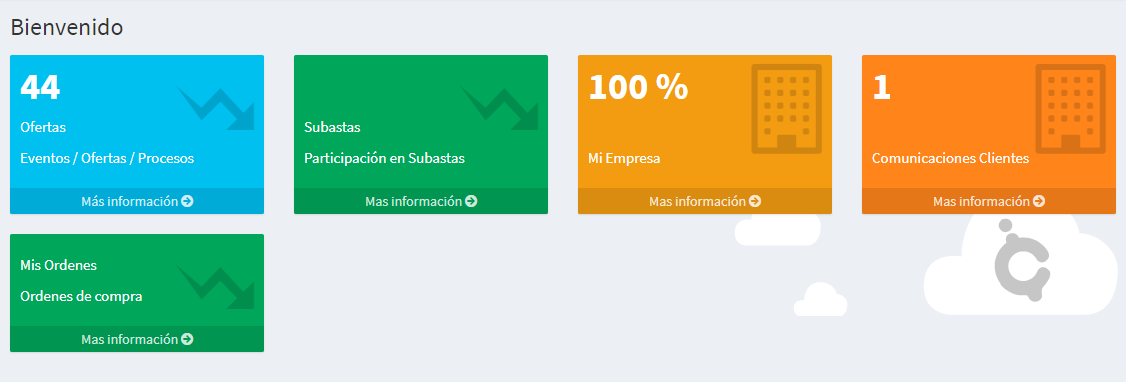 Bienvenido
44
Ofertas
Eventos / Ofertas / Procesos
Más información
Subastas
Participación en Subastas
Mas información
100 %
Mi Empresa
Mas información
1
Comunicaciones Clientes
Mas información
Mis Ordenes
Ordenes de compra
Mas información